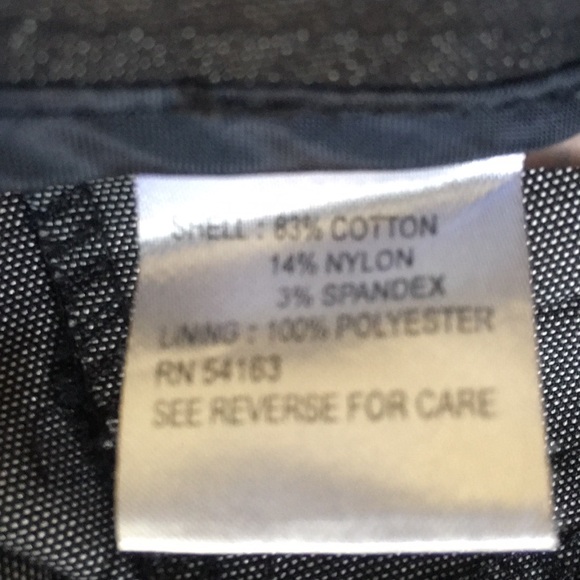 SHELL : 83% COTTON
14% NYLON
3% SPANDEX
LINING : 100% POLYESTER
RN 54163
SEE REVERSE FOR CARE